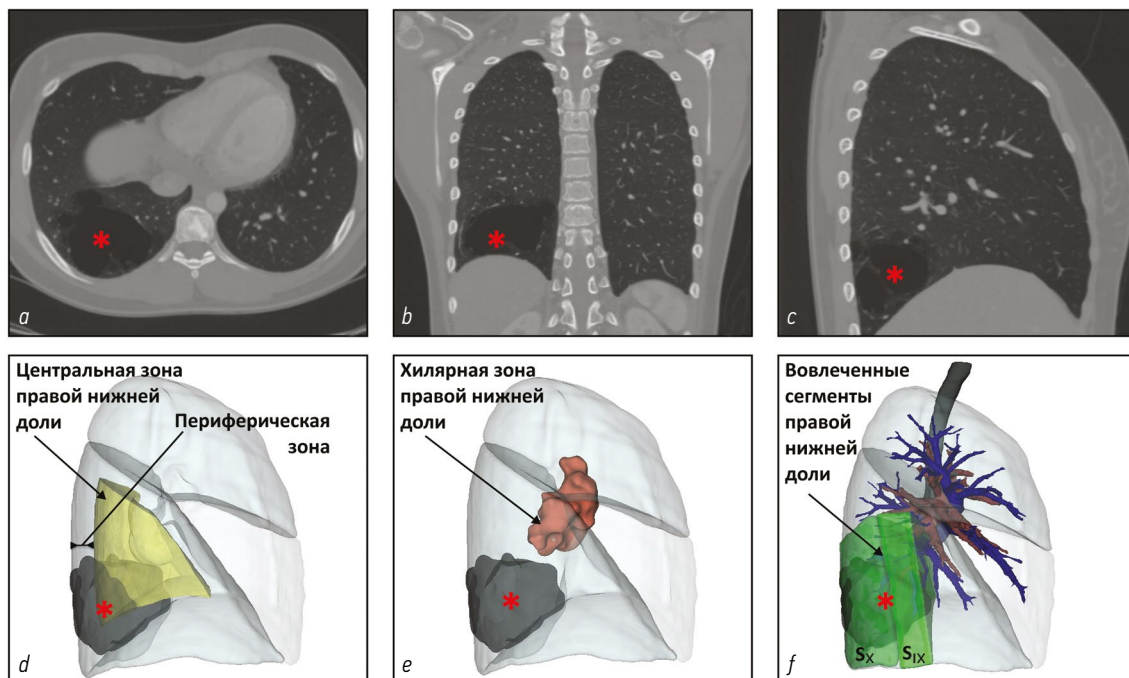 *
a
*
b
*
c
Центральная зона
правой нижней
доли
Периферическая
зона
*
d
Хилярная зона
правой нижней
доли
*
e
Вовлеченные
сегменты
правой
нижней
доли
*
SX SIX
f